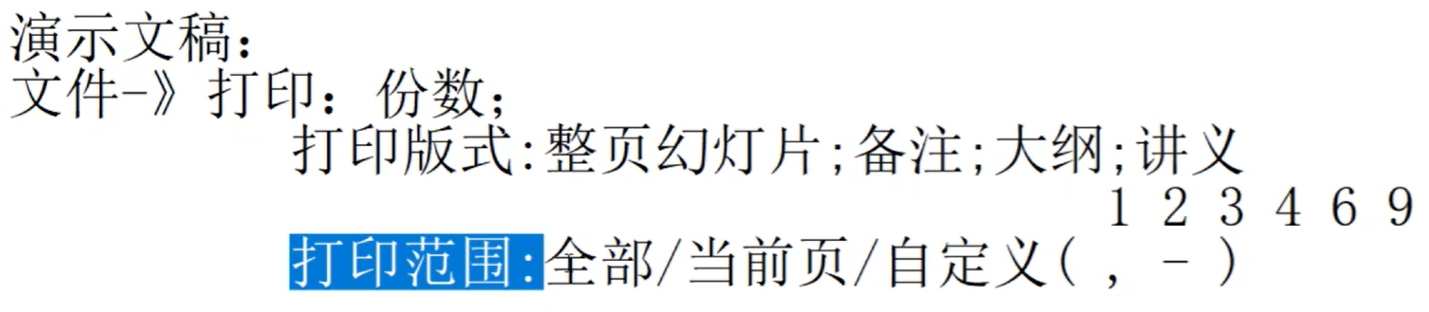 演示文稿：
文件-》打印：份数；
打印版式:整页幻灯片;备注;大纲;讲义
1 2 3 4 6 9
打印范围:全部/当前页/自定义( , - )